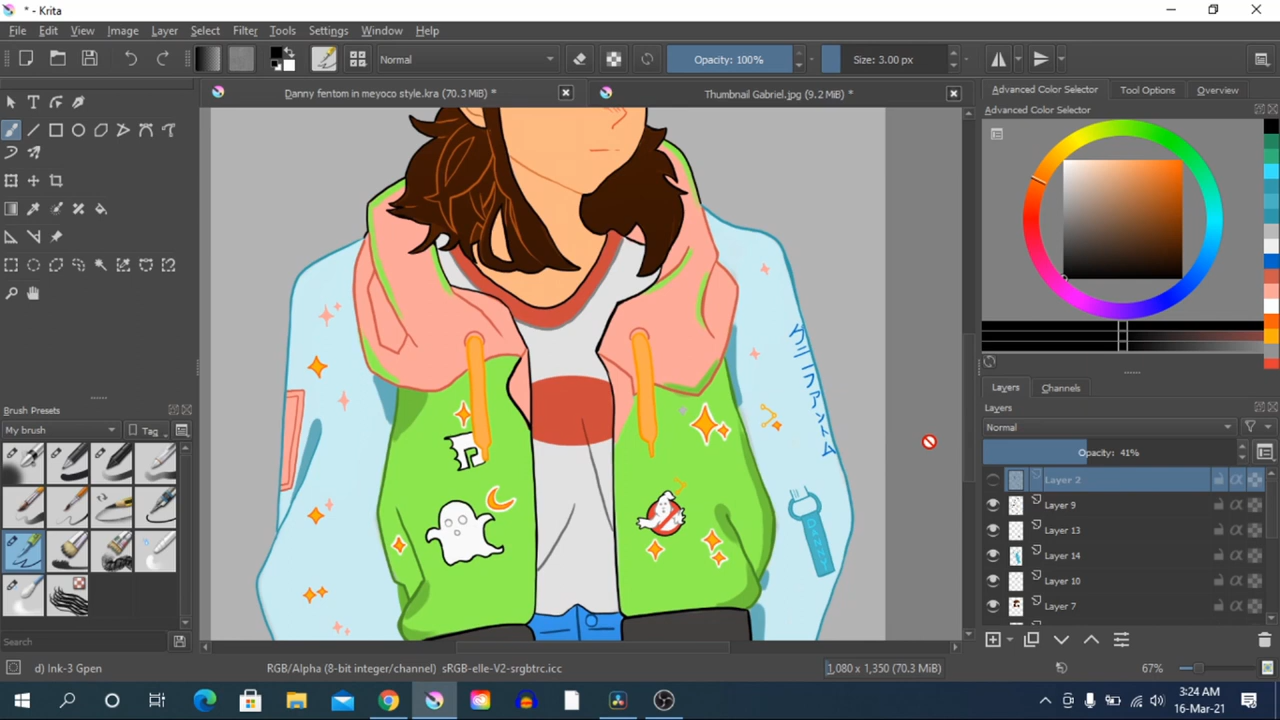 * - Krita
File Edit View Image Layer Select Filter Tools Settings Window Help
Normal Opacity: 100% Size: 3.00 px
Danny fentom in meyoco style.kra (70.3 MiB) * Thumbnail Gabriel.jpg (9.2 MiB) *
Advanced Color Selector Tool Options Overview
Advanced Color Selector
Brush Presets
My brush Tag
Search
DANNY
Layers Channels
Layers
Normal
Opacity: 41%
Layer 2
Layer 9
Layer 13
Layer 14
Layer 10
Layer 7
d) Ink-3 Gpen RGB/Alpha (8-bit integer/channel) sRGB-elle-V2-srgbtrc.icc 1,080 x 1,350 (70.3 MiB) 67%
3:24 AM
16-Mar-21